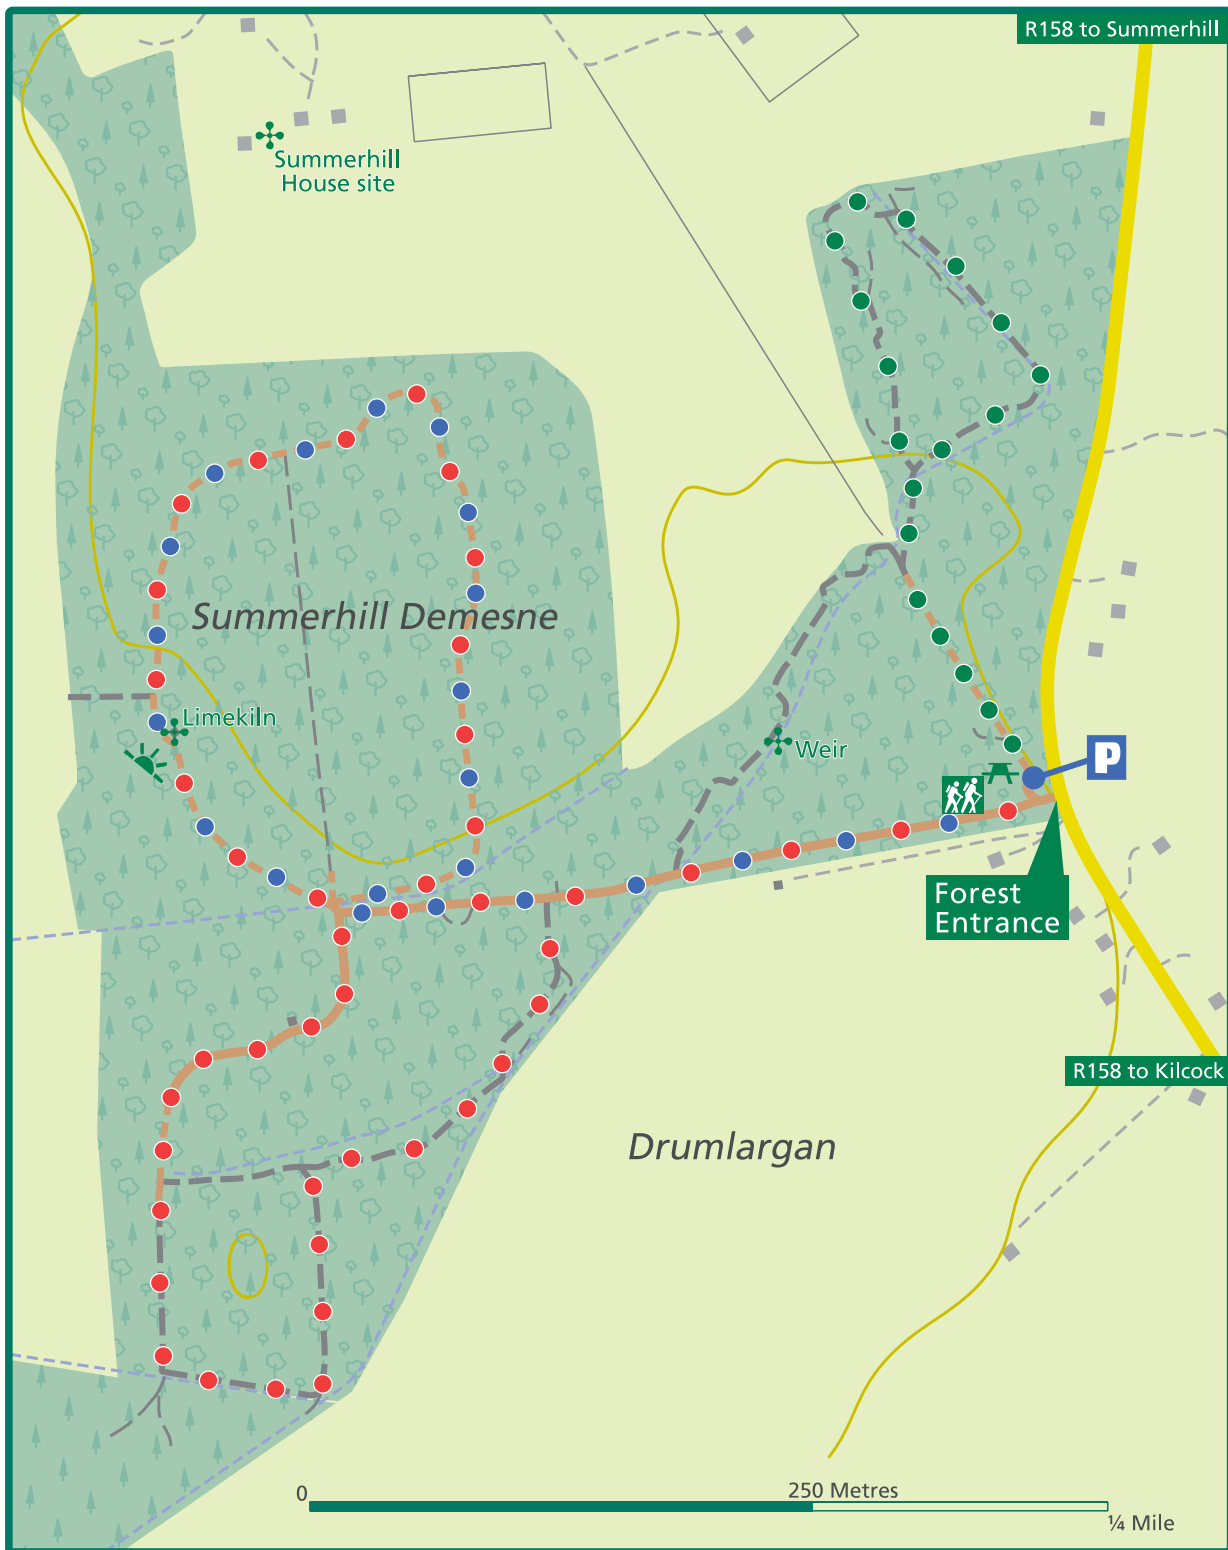 R158 to Summerhill
Summerhill
House site
Summerhill Demesne
Limekiln
Weir
P
Forest
Entrance
R158 to Kilcock
Drumlargan
0
250 Metres
¼ Mile